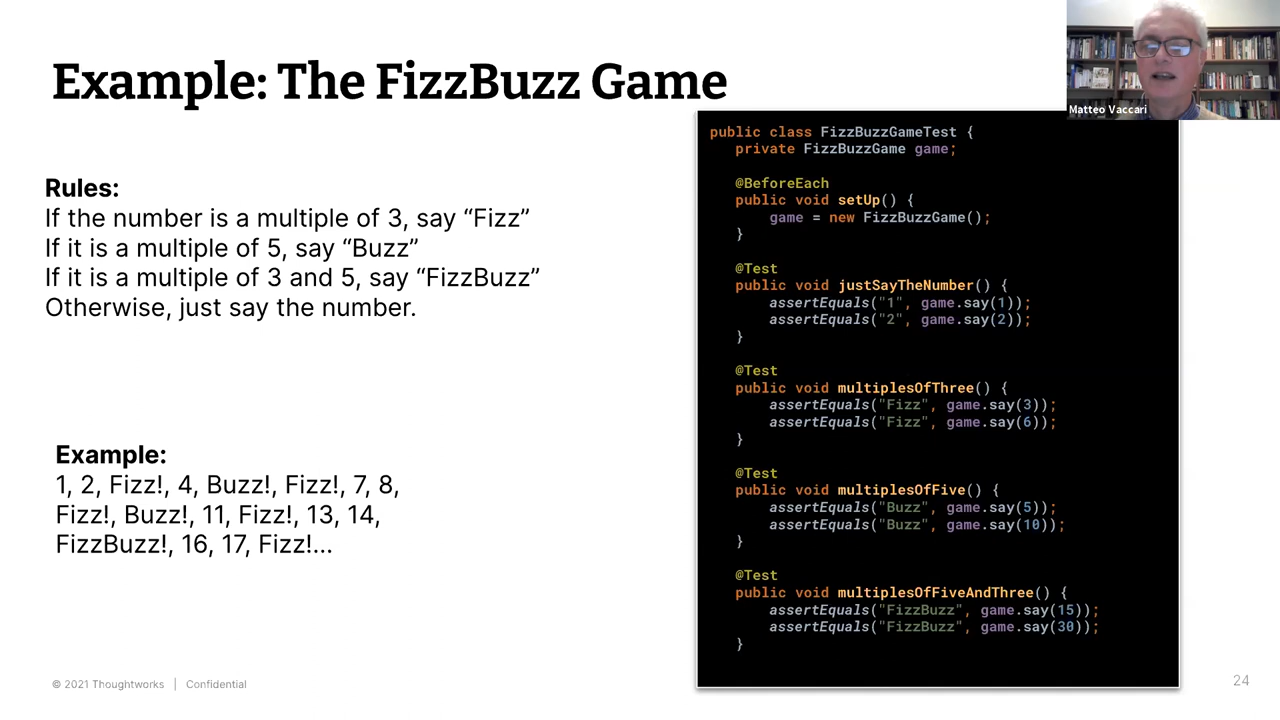 Example: The FizzBuzz Game
Matteo Vaccari
Rules:
If the number is a multiple of 3, say “Fizz”
If it is a multiple of 5, say “Buzz”
If it is a multiple of 3 and 5, say “FizzBuzz”
Otherwise, just say the number.
Example:
1, 2, Fizz!, 4, Buzz!, Fizz!, 7, 8,
Fizz!, Buzz!, 11, Fizz!, 13, 14,
FizzBuzz!, 16, 17, Fizz!...
public class FizzBuzzGameTest {
private FizzBuzzGame game;
@BeforeEach
public void setUp() {
game = new FizzBuzzGame();
}
@Test
public void justSayTheNumber() {
assertEquals("1", game.say(1));
assertEquals("2", game.say(2));
}
@Test
public void multiplesOfThree() {
assertEquals("Fizz", game.say(3));
assertEquals("Fizz", game.say(6));
}
@Test
public void multiplesOfFive() {
assertEquals("Buzz", game.say(5));
assertEquals("Buzz", game.say(10));
}
@Test
public void multiplesOfFiveAndThree() {
assertEquals("FizzBuzz", game.say(15));
assertEquals("FizzBuzz", game.say(30));
}
© 2021 Thoughtworks | Confidential
24